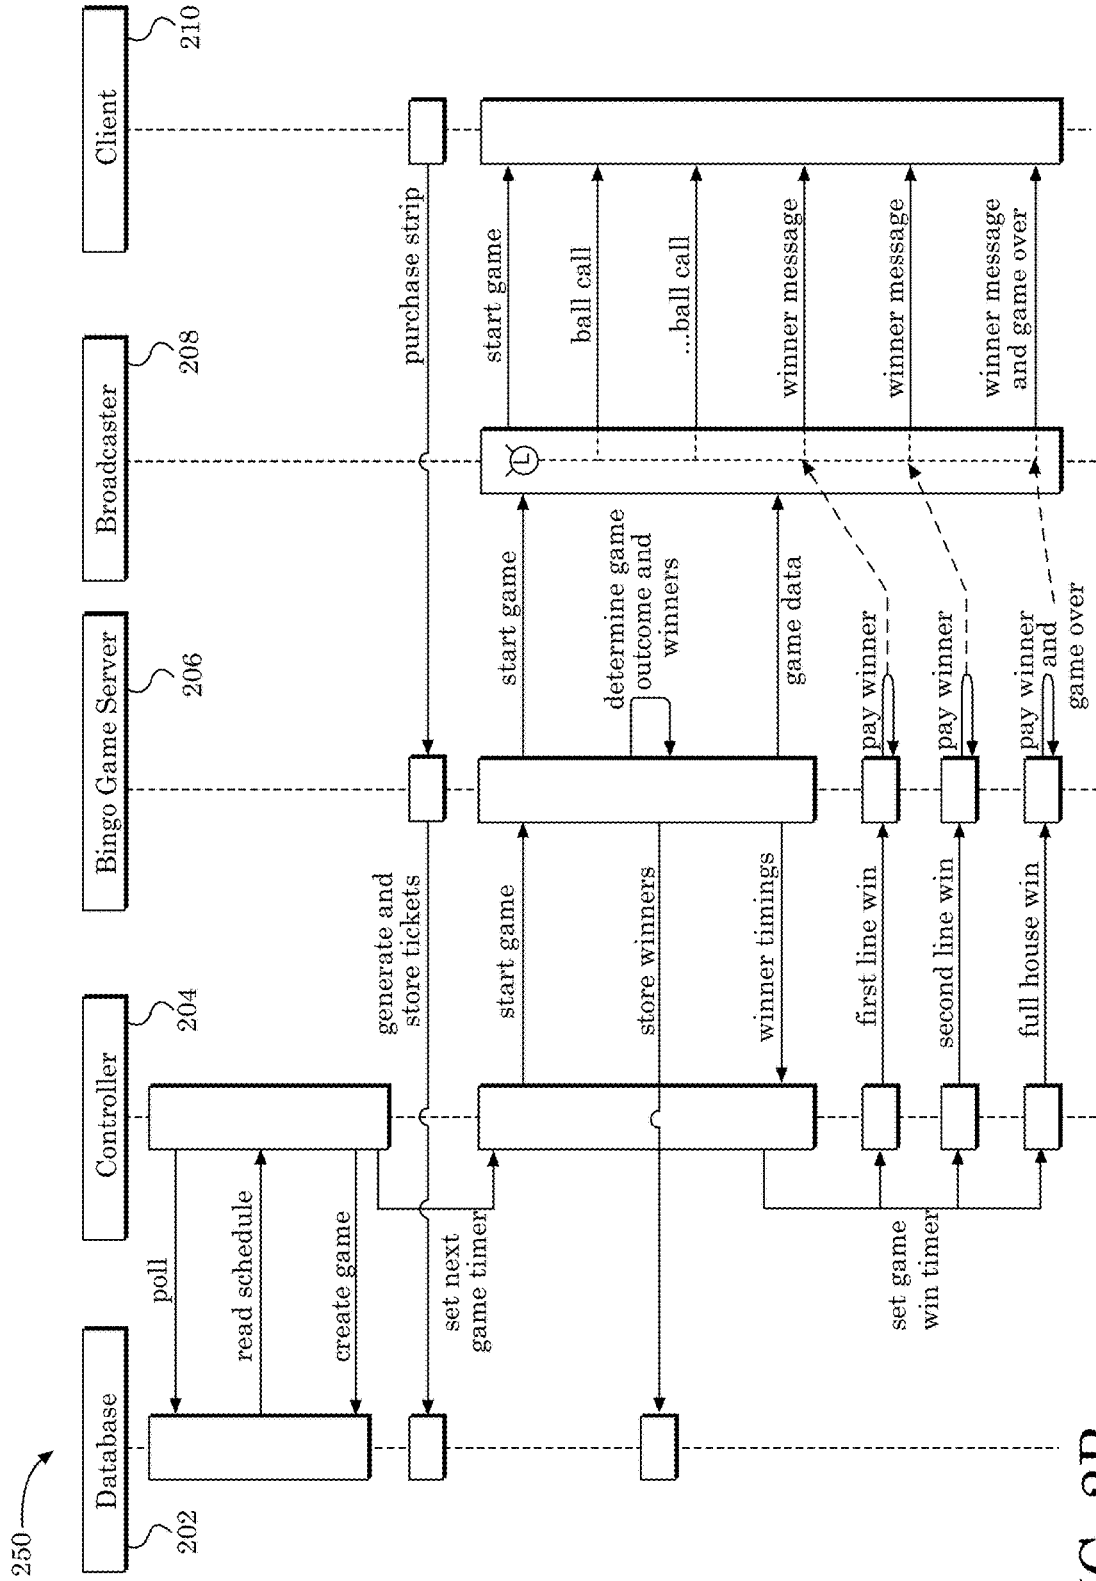 250
Database
202
Controller
204
Bingo Game Server
206
Broadcaster
208
Client
210
poll
read schedule
create game
set next
game timer
generate and
store tickets
purchase strip
start game
start game
start game
ball call
...ball call
determine game
outcome and
winners
store winners
winner timings
game data
set game
win timer
first line win
pay winner
winner message
second line win
pay winner
winner message
full house win
pay winner
and
game over
winner message
and game over